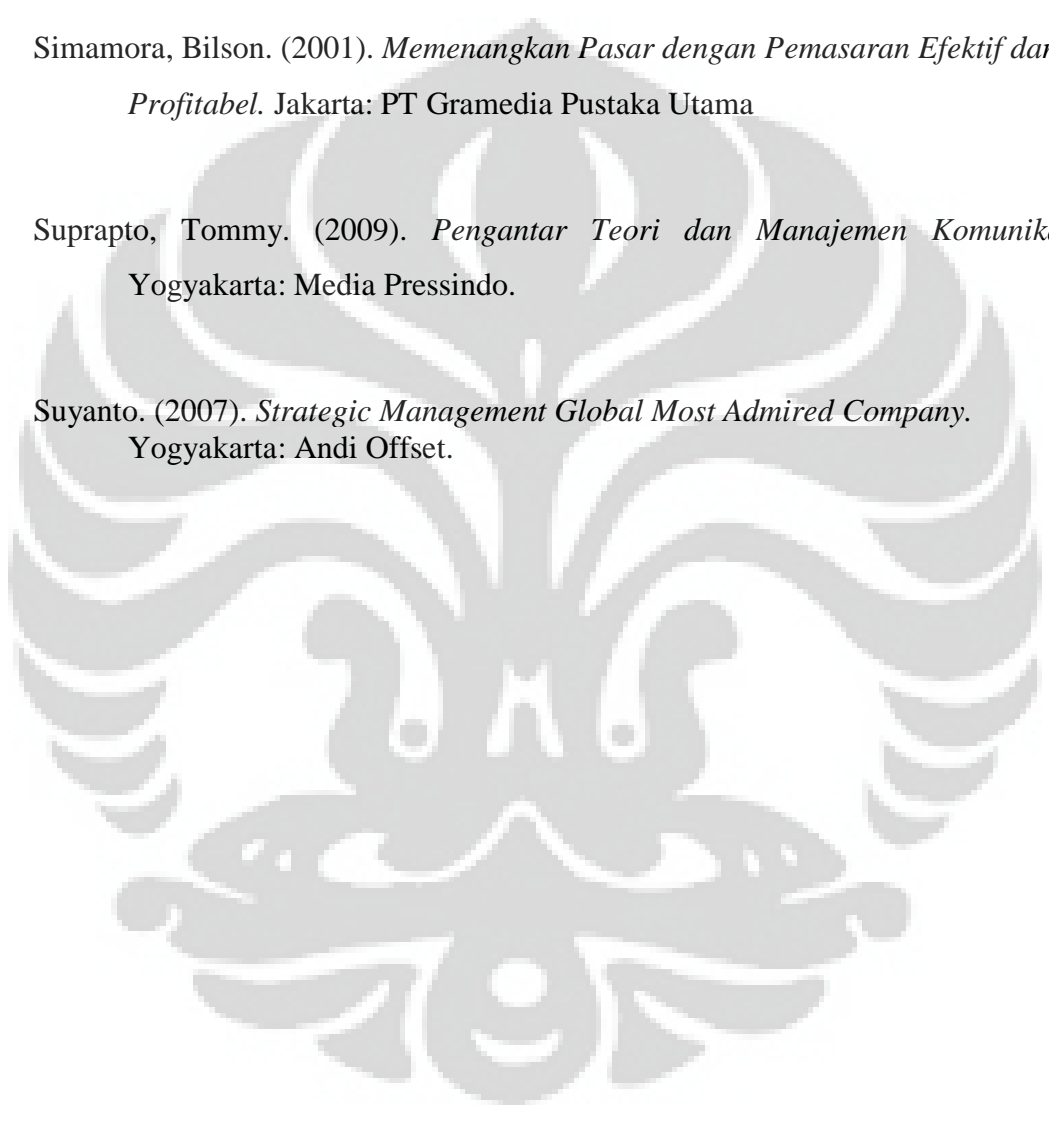 Simamora, Bilson. (2001). Memenangkan Pasar dengan Pemasaran Efektif dan
Profitabel. Jakarta: PT Gramedia Pustaka Utama
Suprapto, Tommy. (2009). Pengantar Teori dan Manajemen
Yogyakarta: Media Pressindo.
Suyanto. (2007). Strategic Management Global Most Admired Company.
Yogyakarta: Andi Offset.